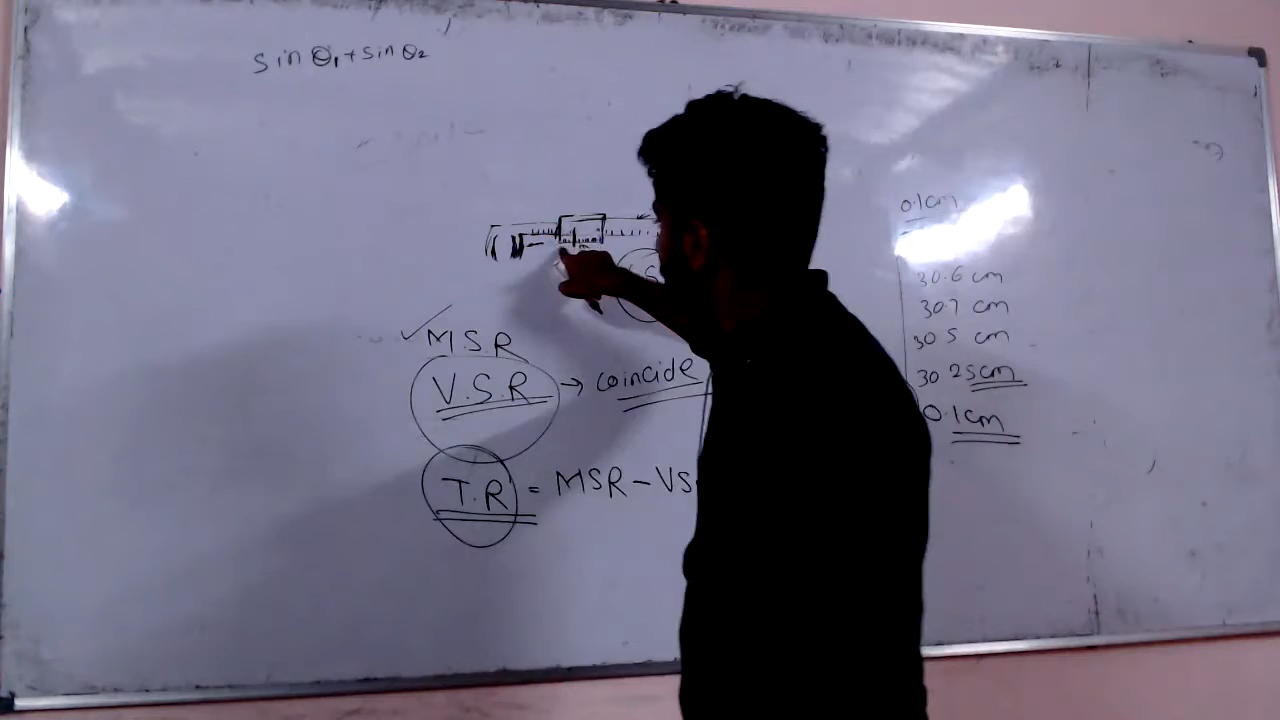 sin θ₁ + sin θ₂
0.1cm
30.6 cm
30.7 cm
30 5 cm
30 25cm
0.1cm
M.S.R
V.S.R → coincide
T.R = MSR – VS